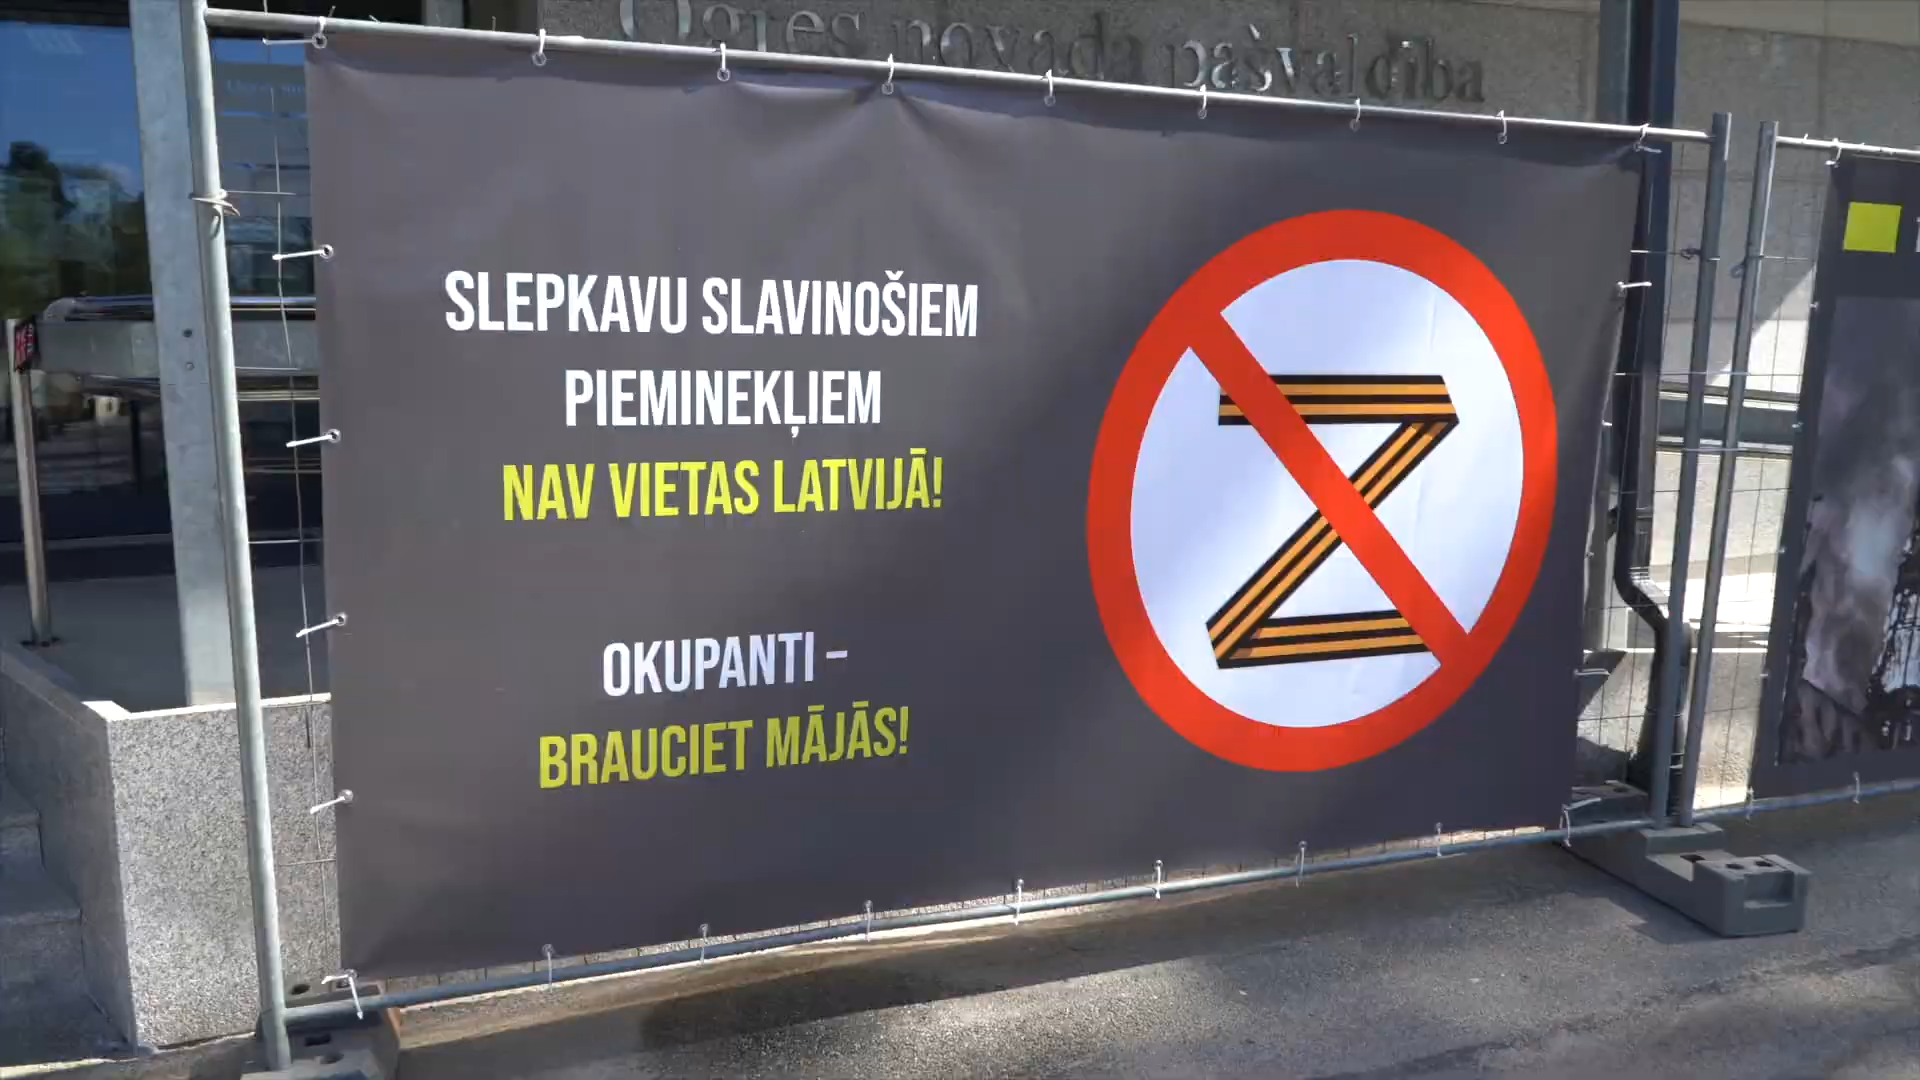 Ogres novada pašvaldība
SLEPKAVU SLAVINOŠIEM
PIEMINEKĻIEM
NAV VIETAS LATVIJĀ!
OKUPANTI –
BRAUCIET MĀJĀS!
Z